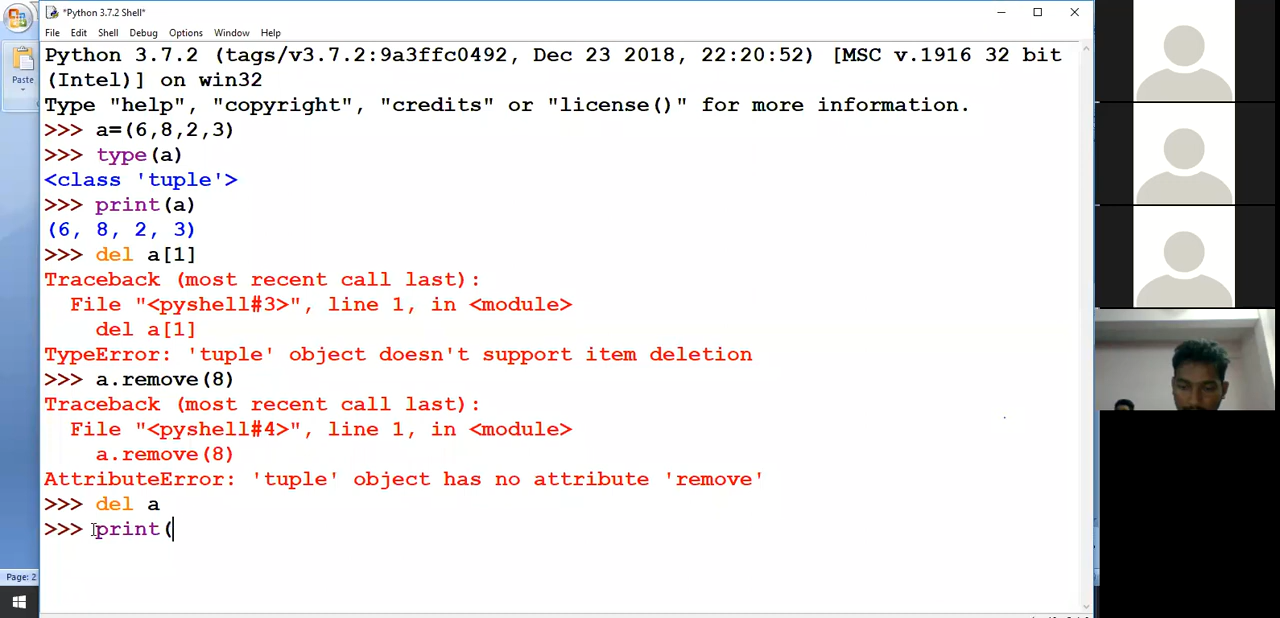 *Python 3.7.2 Shell*
File Edit Shell Debug Options Window Help
Paste
Python 3.7.2 (tags/v3.7.2:9a3ffc0492, Dec 23 2018, 22:20:52) [MSC v.1916 32 bit
(Intel)] on win32
Type "help", "copyright", "credits" or "license()" for more information.
>>> a=(6,8,2,3)
>>> type(a)
<class 'tuple'>
>>> print(a)
(6, 8, 2, 3)
>>> del a[1]
Traceback (most recent call last):
  File "<pyshell#3>", line 1, in <module>
    del a[1]
TypeError: 'tuple' object doesn't support item deletion
>>> a.remove(8)
Traceback (most recent call last):
  File "<pyshell#4>", line 1, in <module>
    a.remove(8)
AttributeError: 'tuple' object has no attribute 'remove'
>>> del a
>>> print(
Page: 2